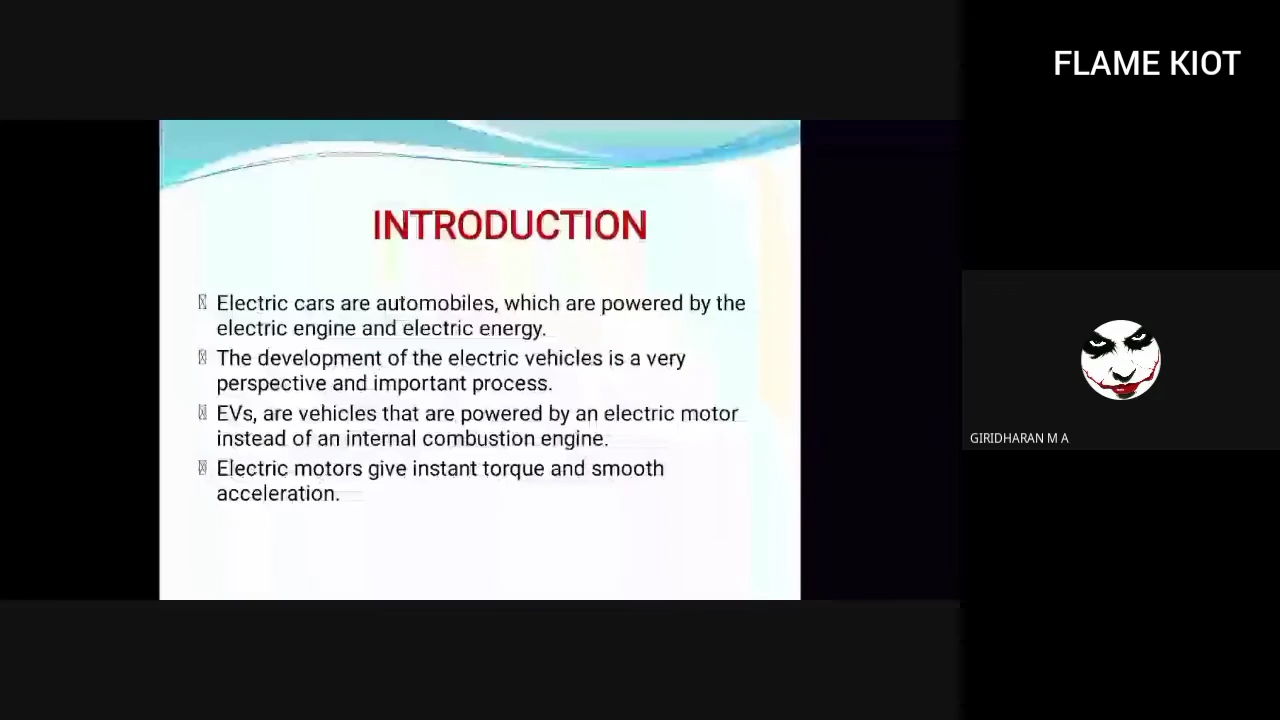 FLAME KIOT
INTRODUCTION
Electric cars are automobiles, which are powered by the
electric engine and electric energy.
The development of the electric vehicles is a very
perspective and important process.
EVs, are vehicles that are powered by an electric motor
instead of an internal combustion engine.
Electric motors give instant torque and smooth
acceleration.
GIRIDHARAN M A